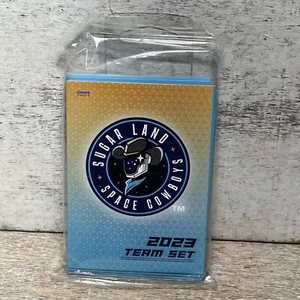 SUGAR LAND
SPACE COWBOYS
TM
2023
TEAM SET